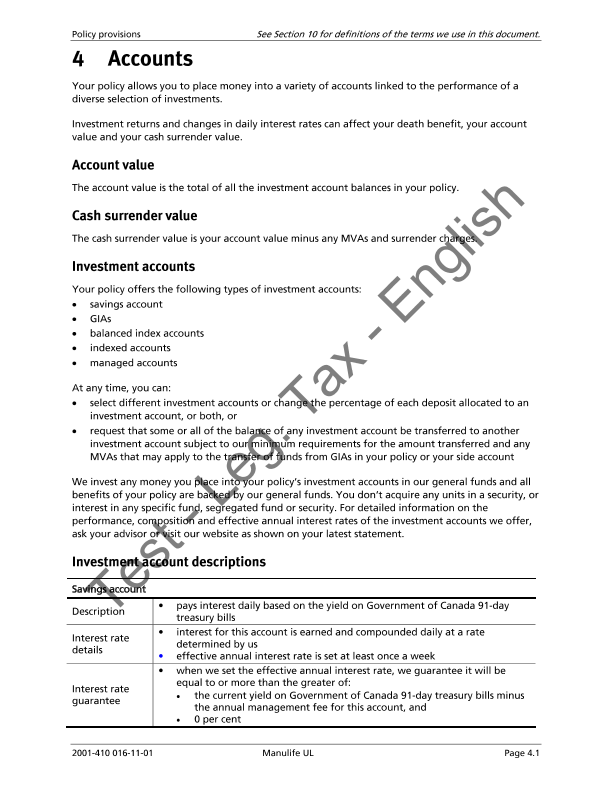 Policy provisions See Section 10 for definitions of the terms we use in this document.
4 Accounts
Your policy allows you to place money into a variety of accounts linked to the performance of a
diverse selection of investments.
Investment returns and changes in daily interest rates can affect your death benefit, your account
value and your cash surrender value.
Account value
The account value is the total of all the investment account balances in your policy.
Cash surrender value
The cash surrender value is your account value minus any MVAs and surrender charges.
Investment accounts
Your policy offers the following types of investment accounts:
• savings account
• GIAs
• balanced index accounts
• indexed accounts
• managed accounts
At any time, you can:
• select different investment accounts or change the percentage of each deposit allocated to an
investment account, or both, or
• request that some or all of the balance of any investment account be transferred to another
investment account subject to our minimum requirements for the amount transferred and any
MVAs that may apply to the transfer of funds from GIAs in your policy or your side account
We invest any money you place into your policy's investment accounts in our general funds and all
benefits of your policy are backed by our general funds. You don't acquire any units in a security, or
interest in any specific fund, segregated fund or security. For detailed information on the
performance, composition and effective annual interest rates of the investment accounts we offer,
ask your advisor or visit our website as shown on your latest statement.
Investment account descriptions
Savings account
Description
• pays interest daily based on the yield on Government of Canada 91-day
treasury bills
Interest rate
details
• interest for this account is earned and compounded daily at a rate
determined by us
• effective annual interest rate is set at least once a week
Interest rate
guarantee
• when we set the effective annual interest rate, we guarantee it will be
equal to or more than the greater of:
• the current yield on Government of Canada 91-day treasury bills minus
the annual management fee for this account, and
• 0 per cent
2001-410 016-11-01 Manulife UL Page 4.1
Test - Leg. Tax - English